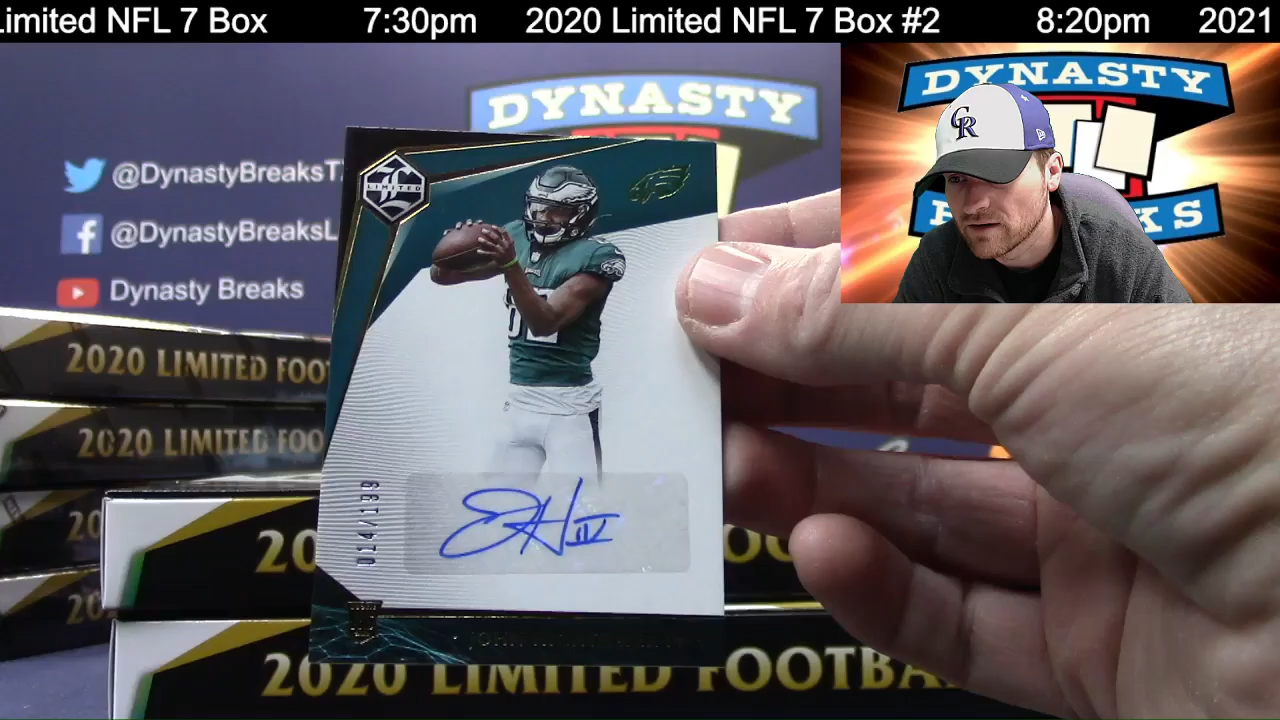 Limited NFL 7 Box 7:30pm 2020 Limited NFL 7 Box #2 8:20pm 2021
DYNASTY
DYNASTY
CR
@DynastyBreaksT
@DynastyBreaksL
Dynasty Breaks
LIMITED
2020 LIMITED FOO
2020 LIMITED FOO
20
20
014/199
20
2020 LIMITED FOOTBA